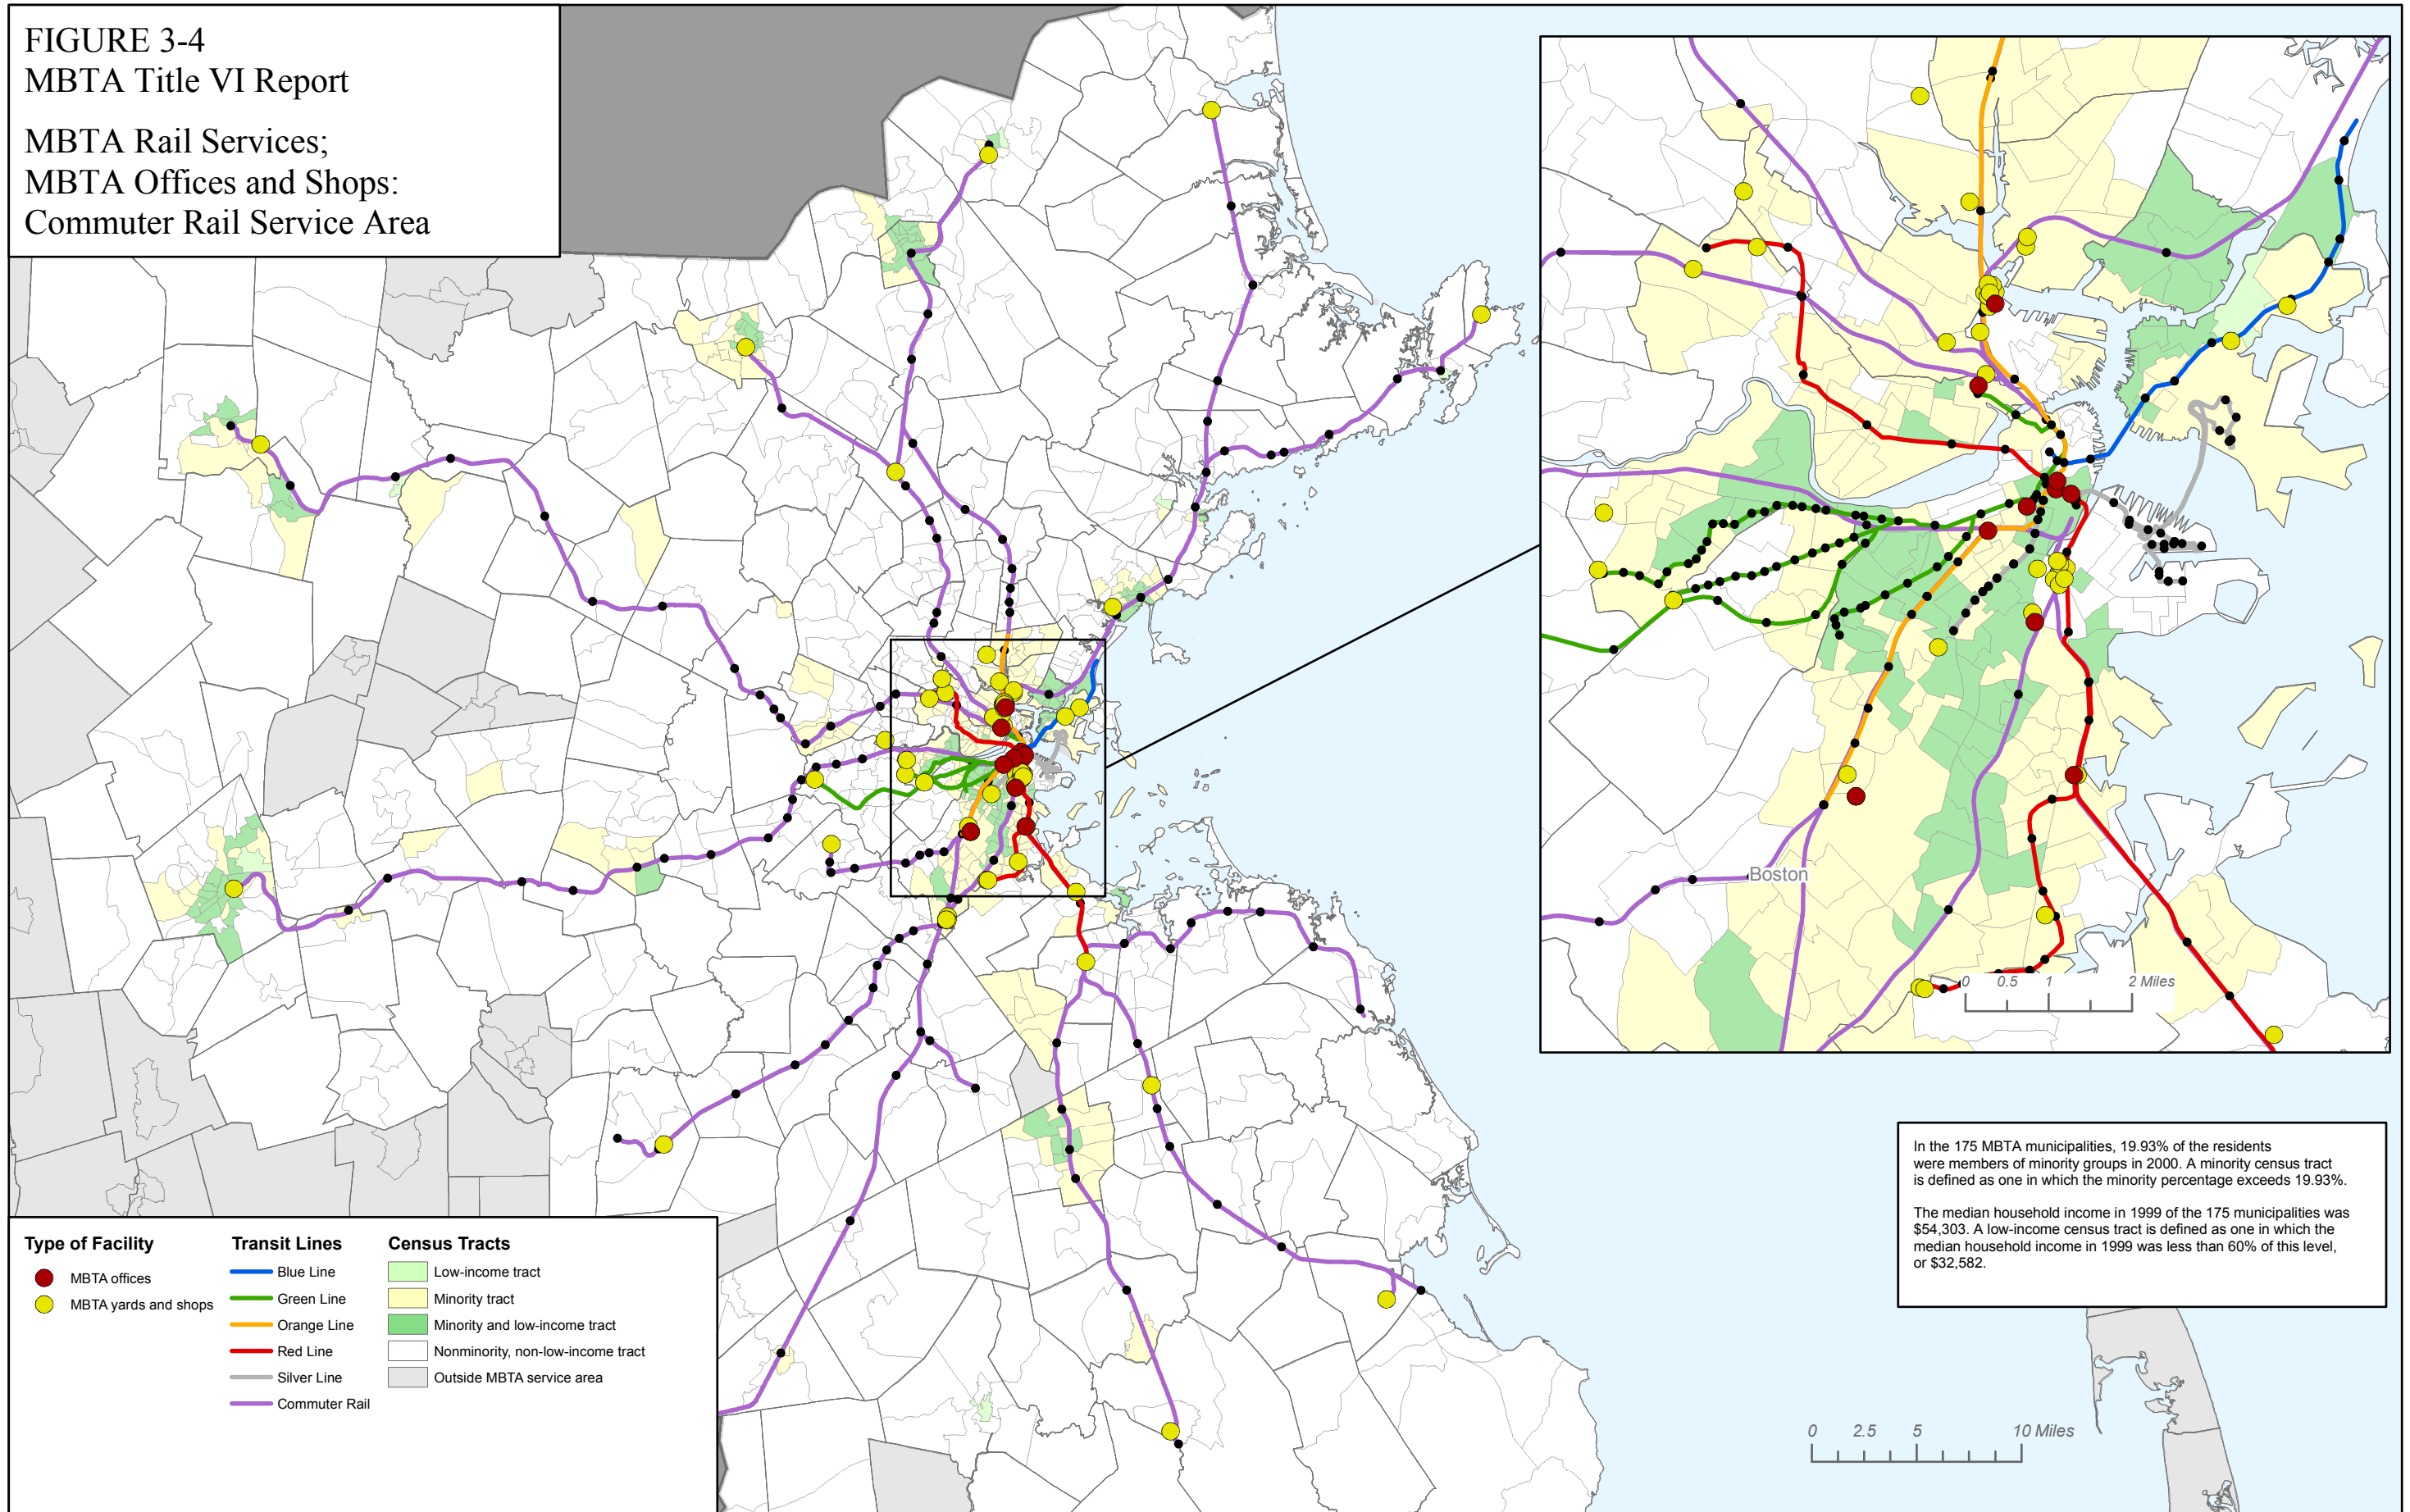 FIGURE 3-4
MBTA Title VI Report
MBTA Rail Services;
MBTA Offices and Shops:
Commuter Rail Service Area
Boston
0 0.5 1 2 Miles
In the 175 MBTA municipalities, 19.93% of the residents
were members of minority groups in 2000. A minority census tract
is defined as one in which the minority percentage exceeds 19.93%.
The median household income in 1999 of the 175 municipalities was
$54,303. A low-income census tract is defined as one in which the
median household income in 1999 was less than 60% of this level,
or $32,582.
Type of Facility
MBTA offices
MBTA yards and shops
Transit Lines
Blue Line
Green Line
Orange Line
Red Line
Silver Line
Commuter Rail
Census Tracts
Low-income tract
Minority tract
Minority and low-income tract
Nonminority, non-low-income tract
Outside MBTA service area
0 2.5 5 10 Miles